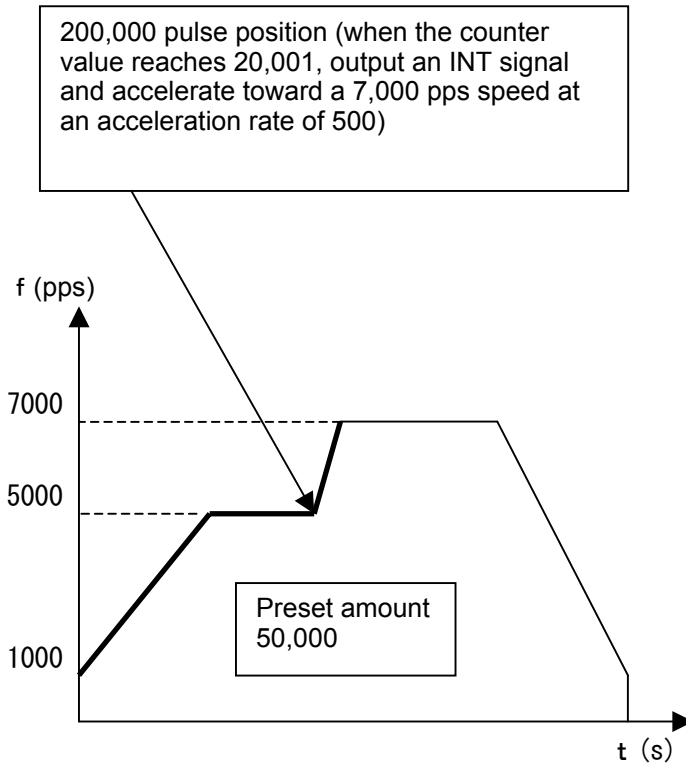 200,000 pulse position (when the counter
value reaches 20,001, output an INT signal
and accelerate toward a 7,000 pps speed at
an acceleration rate of 500)
f (pps)
7000
5000
1000
Preset amount
50,000
t (s)